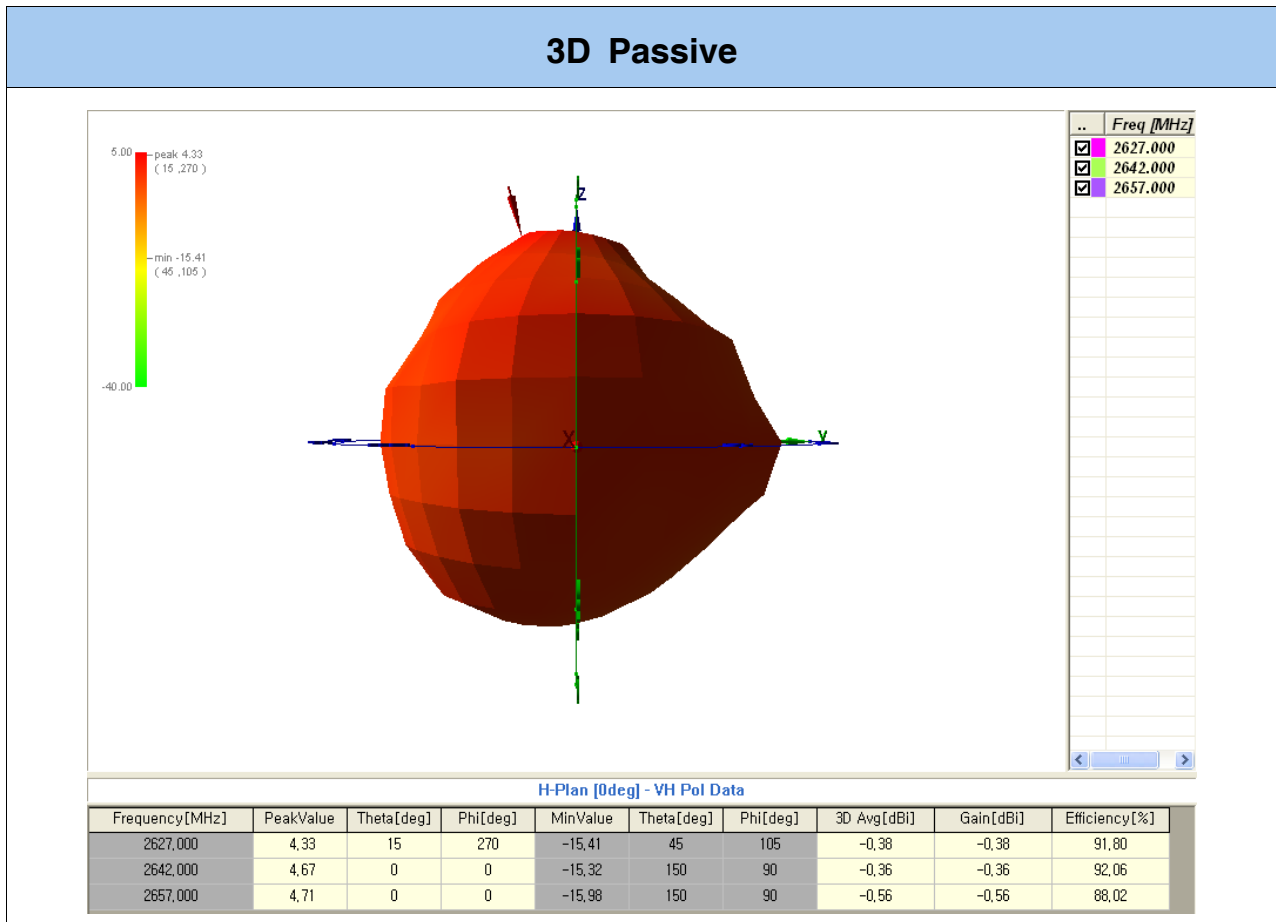 3D Passive
5.00
peak 4.33
( 15 ,270 )
min -15.41
( 45 ,105 )
-40.00
Z
X
Y
.. Freq [MHz]
2627.000
2642.000
2657.000
H-Plan [0deg] - VH Pol Data
Frequency[MHz] PeakValue Theta[deg] Phi[deg] MinValue Theta[deg] Phi[deg] 3D Avg[dBi] Gain[dBi] Efficiency[%]
2627,000 4,33 15 270 -15,41 45 105 -0,38 -0,38 91,80
2642,000 4,67 0 0 -15,32 150 90 -0,36 -0,36 92,06
2657,000 4,71 0 0 -15,98 150 90 -0,56 -0,56 88,02